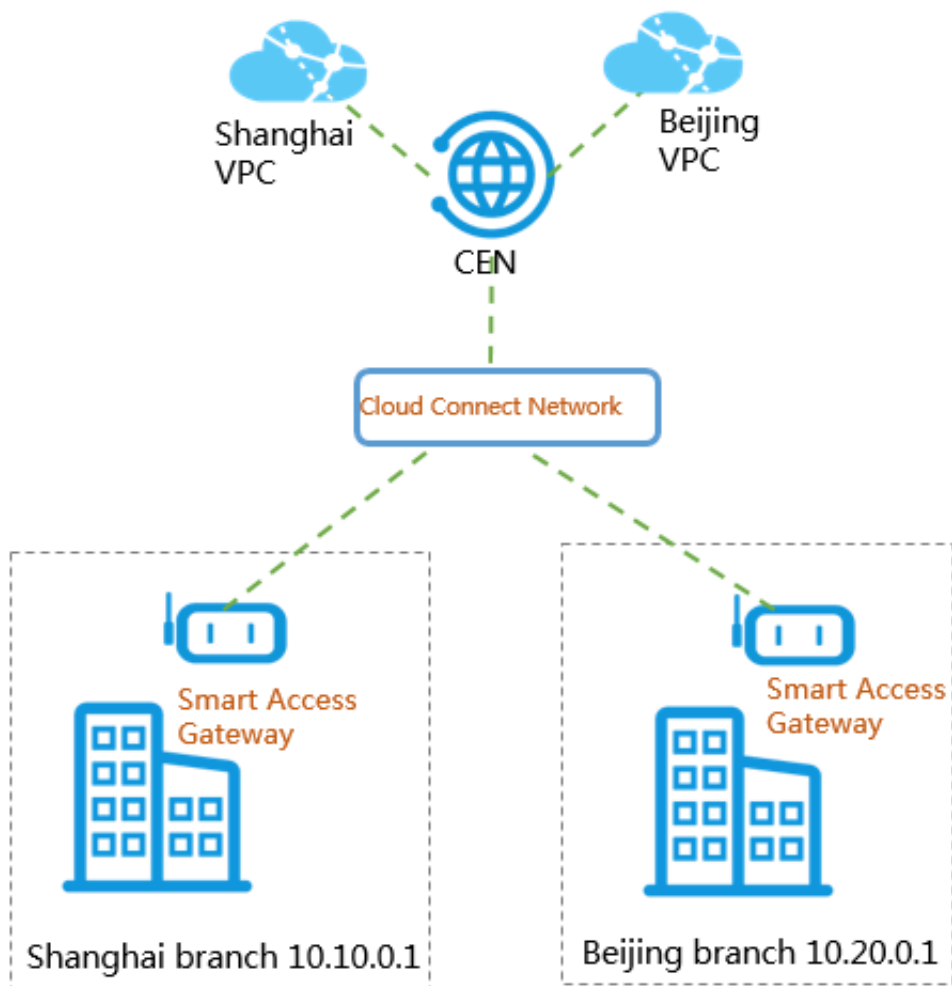 Shanghai
VPC
Beijing
VPC
CEN
Cloud Connect Network
Smart Access
Gateway
Smart Access
Gateway
Shanghai branch 10.10.0.1
Beijing branch 10.20.0.1